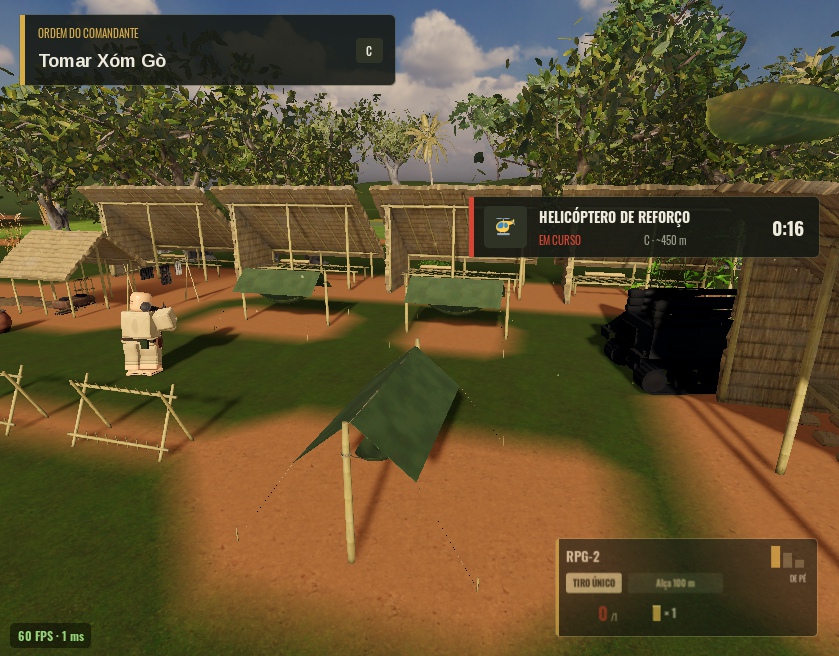 ORDEM DO COMANDANTE
Tomar Xóm Gò
C
HELICÓPTERO DE REFORÇO
EM CURSO
C · ~450 m
0:16
RPG-2
DE PÉ
TIRO ÚNICO
Alça 100 m
0 /1
× 1
60 FPS · 1 ms